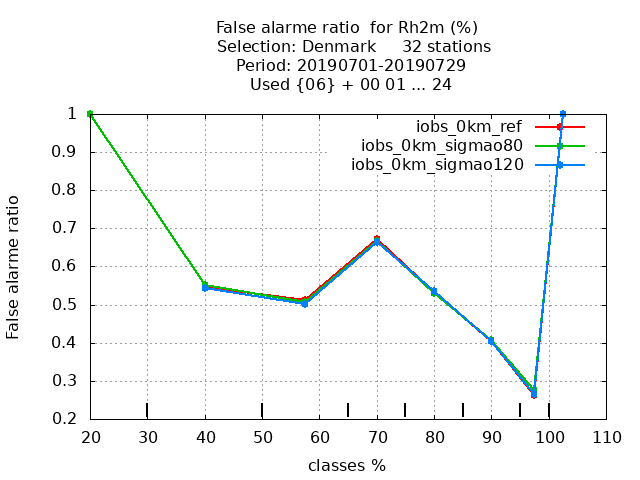 False alarme ratio  for Rh2m (%)
Selection: Denmark     32 stations
Period: 20190701-20190729
Used {06} + 00 01 ... 24
1
0.9
0.8
0.7
0.6
0.5
0.4
0.3
0.2
False alarme ratio
iobs_0km_ref
iobs_0km_sigmao80
iobs_0km_sigmao120
20 30 40 50 60 70 80 90 100 110
classes %